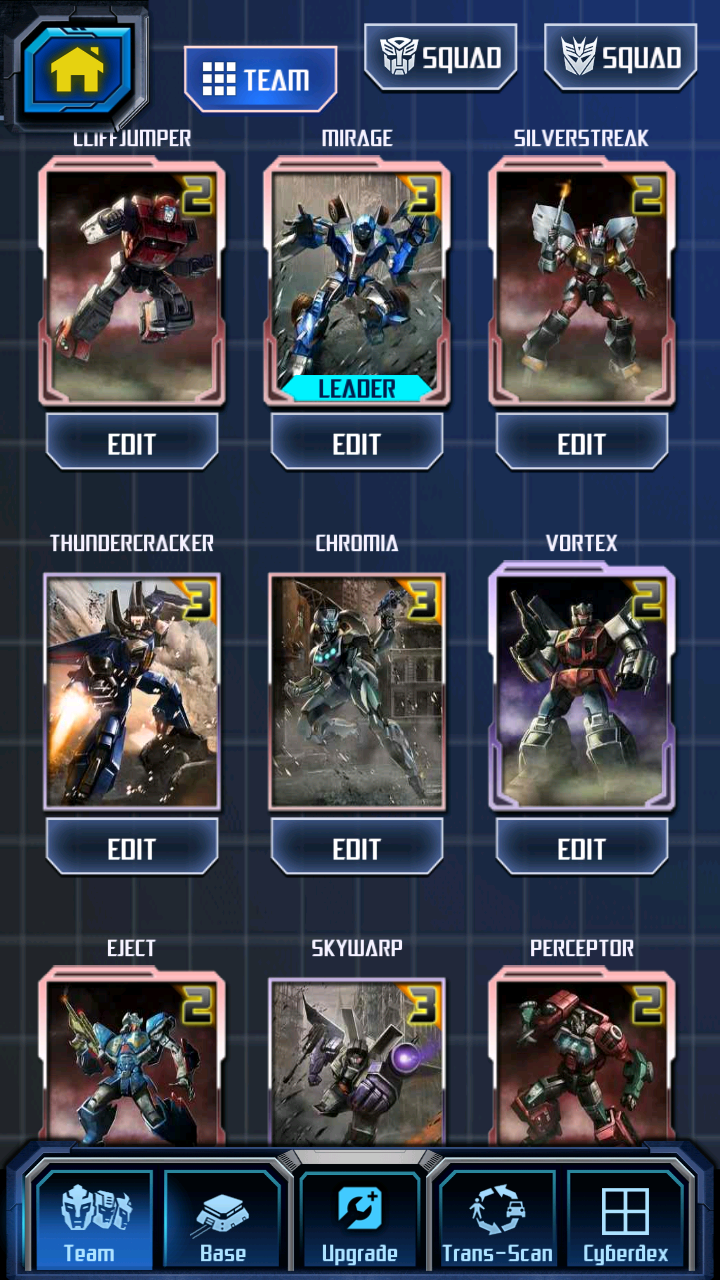 TEAM
SQUAD
SQUAD
CLIFFJUMPER
MIRAGE
SILVERSTREAK
2
3
2
LEADER
EDIT
EDIT
EDIT
THUNDERCRACKER
CHROMIA
VORTEX
3
3
2
EDIT
EDIT
EDIT
EJECT
SKYWARP
PERCEPTOR
2
3
2
Team
Base
Upgrade
Trans-Scan
Cyberdex